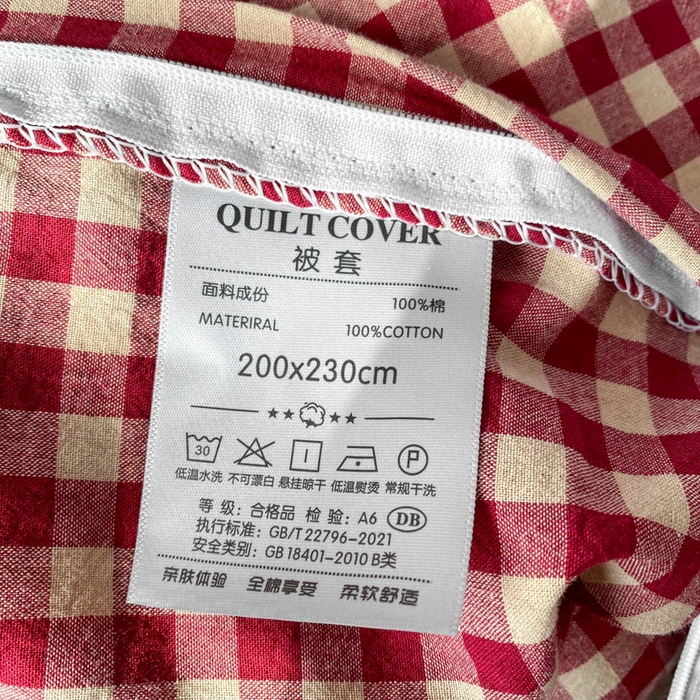 QUILT COVER
被套
面料成份 100%棉
MATERIRAL 100%COTTON
200x230cm
30 P
低温水洗 不可漂白 悬挂晾干 低温熨烫 常规干洗
等 级: 合格品 检 验: A6 DB
执行标准: GB/T 22796-2021
安全类别: GB 18401-2010 B类
亲肤体验 全棉享受 柔软舒适